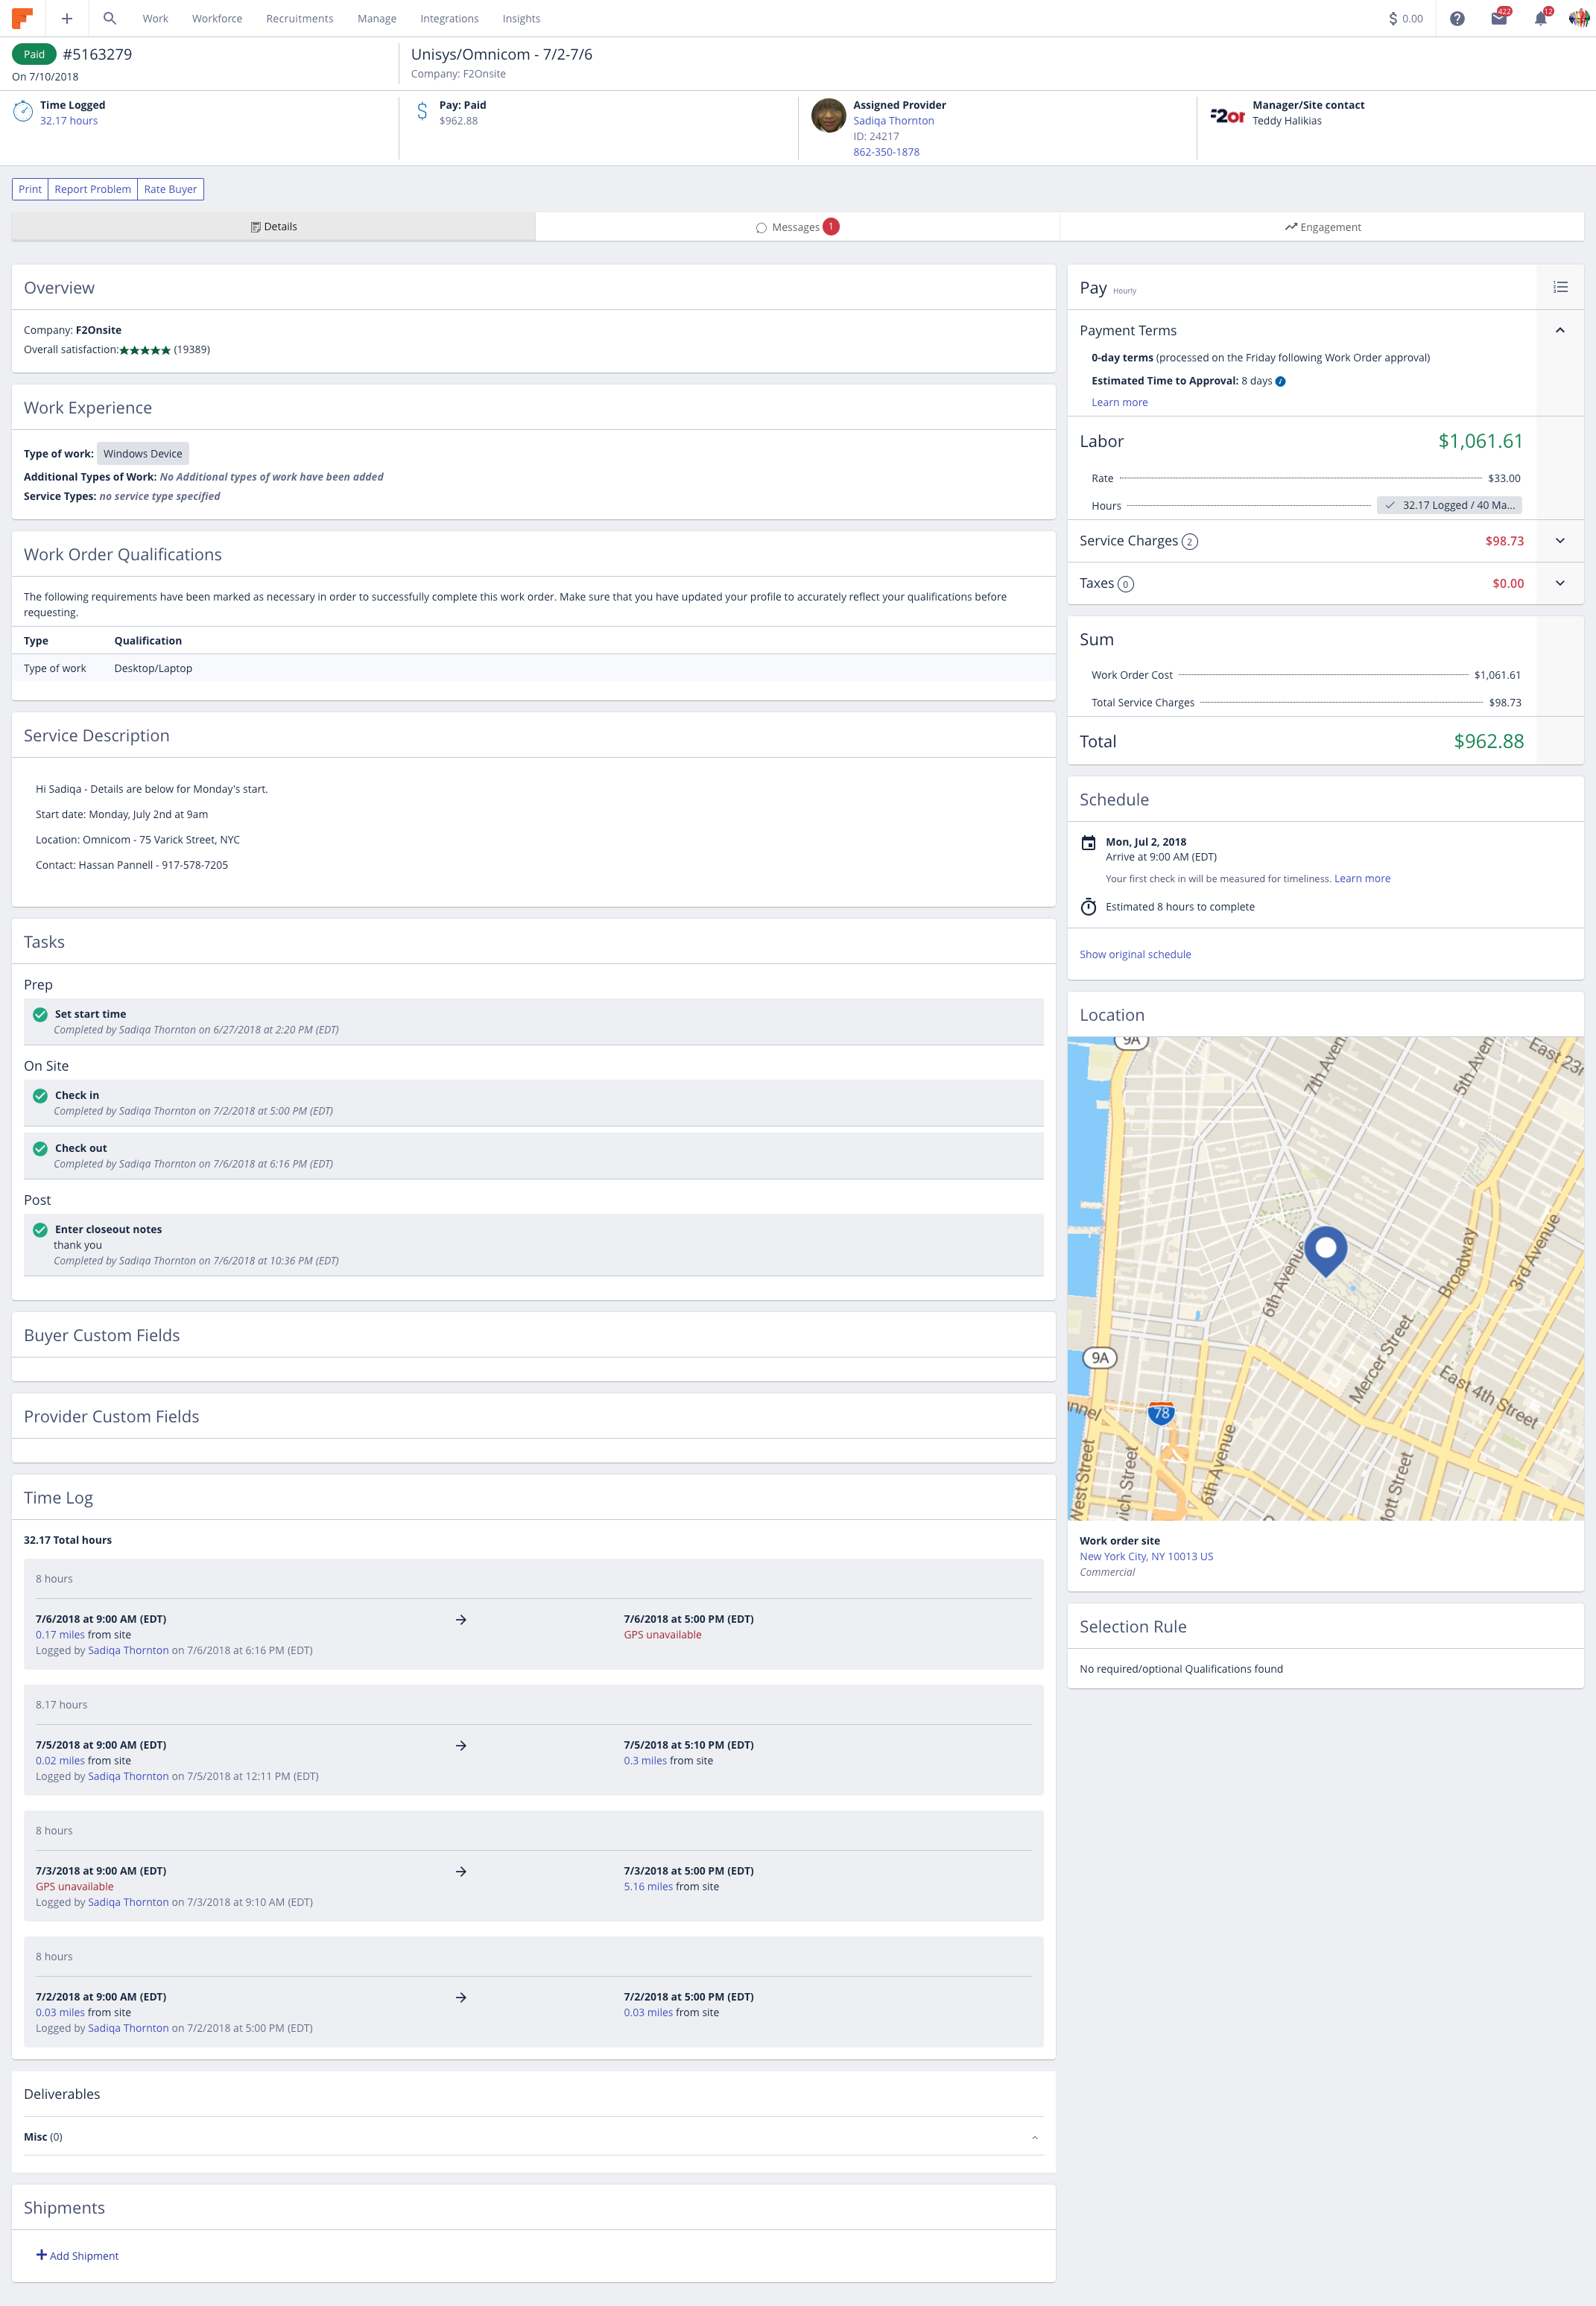 Work Workforce Recruitments Manage Integrations Insights
$ 0.00 ? 422 12
Paid #5163279
On 7/10/2018
Unisys/Omnicom - 7/2-7/6
Company: F2Onsite
Time Logged
32.17 hours
$ Pay: Paid
$962.88
Assigned Provider
Sadiqa Thornton
ID: 24217
862-350-1878
Manager/Site contact
Teddy Halikias
Print Report Problem Rate Buyer
Details
Messages 1
Engagement
Overview
Company: F2Onsite
Overall satisfaction:★★★★★ (19389)
Work Experience
Type of work: Windows Device
Additional Types of Work: No Additional types of work have been added
Service Types: no service type specified
Work Order Qualifications
The following requirements have been marked as necessary in order to successfully complete this work order. Make sure that you have updated your profile to accurately reflect your qualifications before
requesting.
Type Qualification
Type of work Desktop/Laptop
Service Description
Hi Sadiqa - Details are below for Monday's start.
Start date: Monday, July 2nd at 9am
Location: Omnicom - 75 Varick Street, NYC
Contact: Hassan Pannell - 917-578-7205
Tasks
Prep
Set start time
Completed by Sadiqa Thornton on 6/27/2018 at 2:20 PM (EDT)
On Site
Check in
Completed by Sadiqa Thornton on 7/2/2018 at 5:00 PM (EDT)
Check out
Completed by Sadiqa Thornton on 7/6/2018 at 6:16 PM (EDT)
Post
Enter closeout notes
thank you
Completed by Sadiqa Thornton on 7/6/2018 at 10:36 PM (EDT)
Buyer Custom Fields
Provider Custom Fields
Time Log
32.17 Total hours
8 hours
7/6/2018 at 9:00 AM (EDT) 7/6/2018 at 5:00 PM (EDT)
0.17 miles from site GPS unavailable
Logged by Sadiqa Thornton on 7/6/2018 at 6:16 PM (EDT)
8.17 hours
7/5/2018 at 9:00 AM (EDT) 7/5/2018 at 5:10 PM (EDT)
0.02 miles from site 0.3 miles from site
Logged by Sadiqa Thornton on 7/5/2018 at 12:11 PM (EDT)
8 hours
7/3/2018 at 9:00 AM (EDT) 7/3/2018 at 5:00 PM (EDT)
GPS unavailable 5.16 miles from site
Logged by Sadiqa Thornton on 7/3/2018 at 9:10 AM (EDT)
8 hours
7/2/2018 at 9:00 AM (EDT) 7/2/2018 at 5:00 PM (EDT)
0.03 miles from site 0.03 miles from site
Logged by Sadiqa Thornton on 7/2/2018 at 5:00 PM (EDT)
Deliverables
Misc (0)
Shipments
Add Shipment
Pay Hourly
Payment Terms
0-day terms (processed on the Friday following Work Order approval)
Estimated Time to Approval: 8 days
Learn more
Labor $1,061.61
Rate $33.00
Hours 32.17 Logged / 40 Ma...
Service Charges 2 $98.73
Taxes 0 $0.00
Sum
Work Order Cost $1,061.61
Total Service Charges $98.73
Total $962.88
Schedule
Mon, Jul 2, 2018
Arrive at 9:00 AM (EDT)
Your first check in will be measured for timeliness. Learn more
Estimated 8 hours to complete
Show original schedule
Location
9A
7th Aven
5th Aven
East 23r
6th Avenue
Broadway
3rd Avenue
9A
Mercer Street
East 4th Street
nnel
78
West Street
ich Street
6th Avenue
Mott Street
Work order site
New York City, NY 10013 US
Commercial
Selection Rule
No required/optional Qualifications found